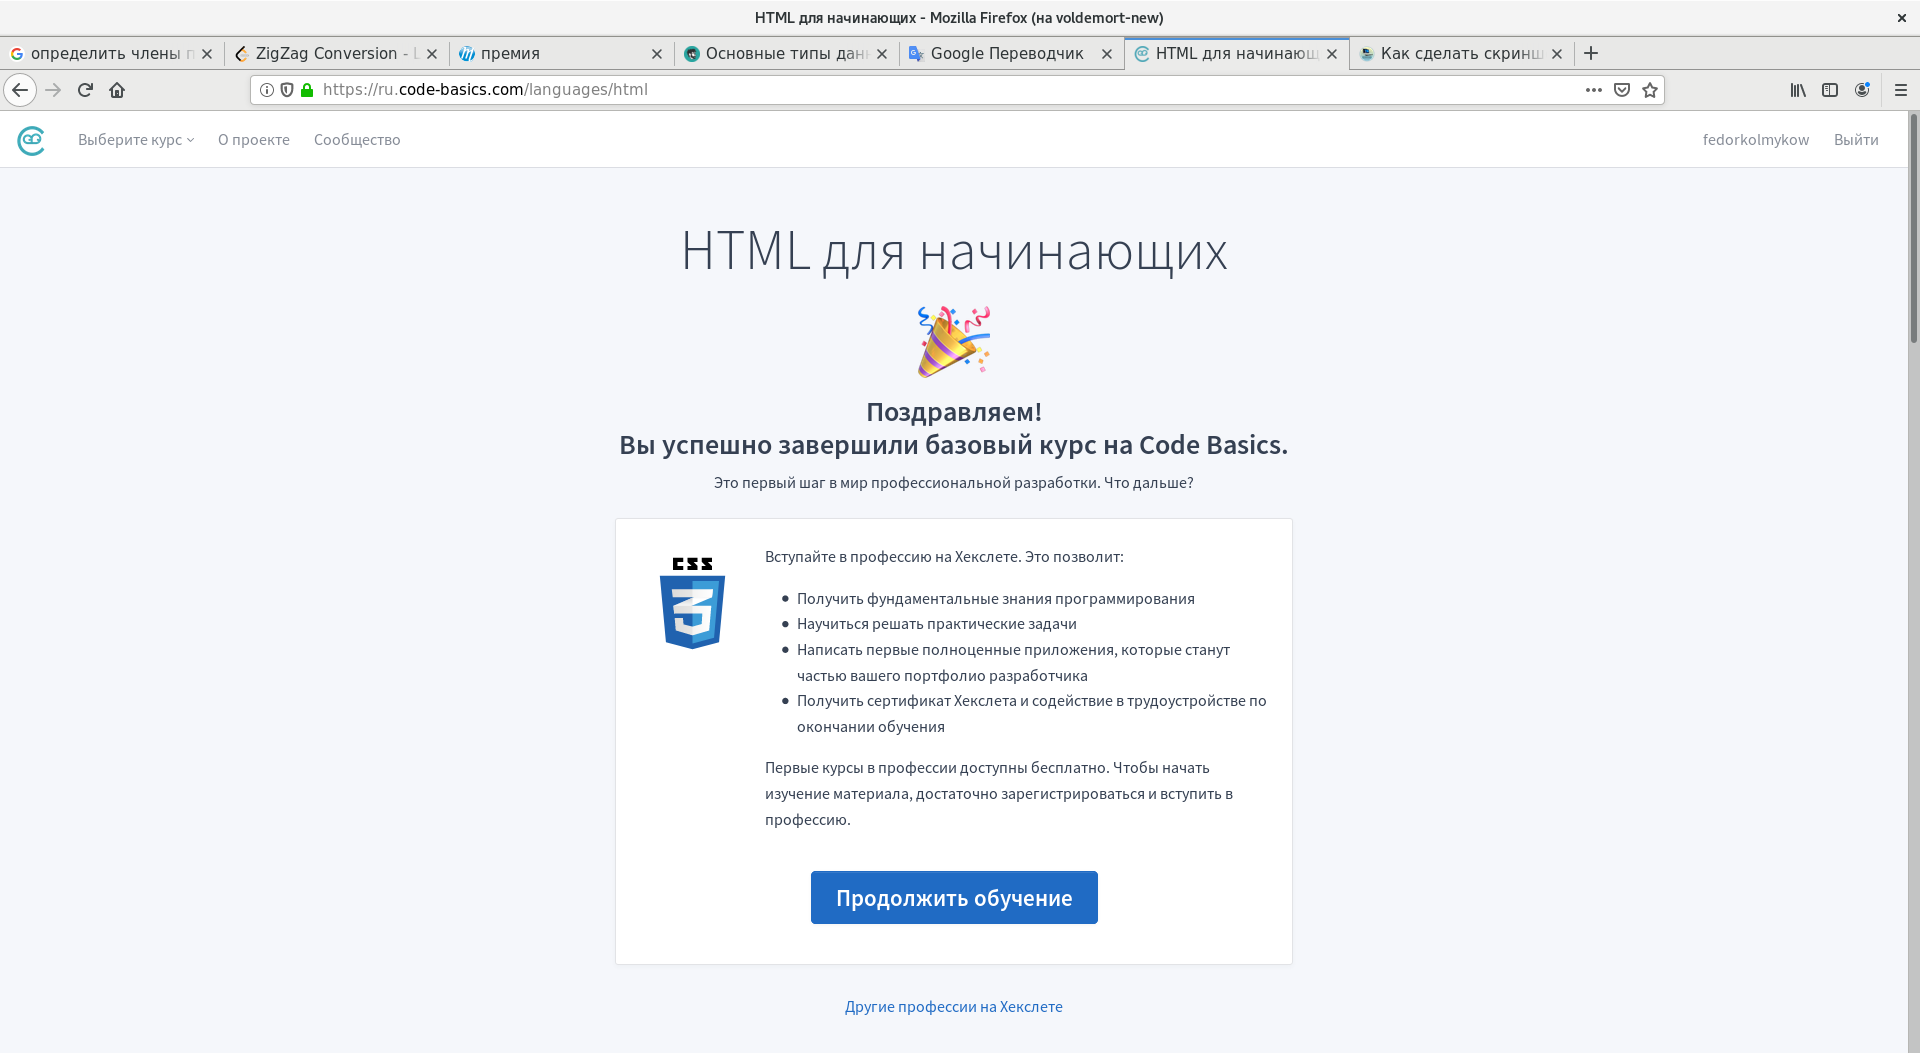 HTML для начинающих - Mozilla Firefox (на voldemort-new)
определить члены п
ZigZag Conversion - L
премия
Основные типы дан
Google Переводчик
HTML для начинающ
Как сделать скринш
https://ru.code-basics.com/languages/html
Выберите курс
О проекте
Сообщество
fedorkolmykow
Выйти
HTML для начинающих
Поздравляем!
Вы успешно завершили базовый курс на Code Basics.
Это первый шаг в мир профессиональной разработки. Что дальше?
CSS
3
Вступайте в профессию на Хекслете. Это позволит:
Получить фундаментальные знания программирования
Научиться решать практические задачи
Написать первые полноценные приложения, которые станут
частью вашего портфолио разработчика
Получить сертификат Хекслета и содействие в трудоустройстве по
окончании обучения
Первые курсы в профессии доступны бесплатно. Чтобы начать
изучение материала, достаточно зарегистрироваться и вступить в
профессию.
Продолжить обучение
Другие профессии на Хекслете